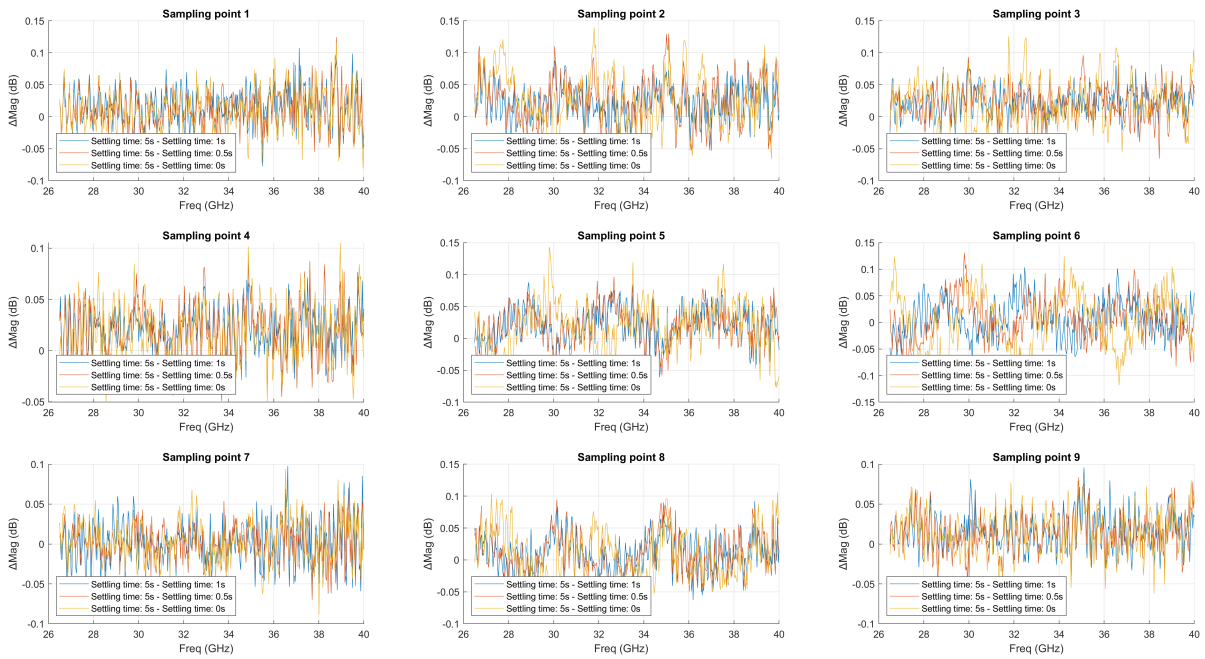 Sampling point 1
0.15
0.1
0.05
0
-0.05
-0.1
ΔMag (dB)
Settling time: 5s - Settling time: 1s
Settling time: 5s - Settling time: 0.5s
Settling time: 5s - Settling time: 0s
26 28 30 32 34 36 38 40
Freq (GHz)
Sampling point 2
0.15
0.1
0.05
0
-0.05
-0.1
ΔMag (dB)
Settling time: 5s - Settling time: 1s
Settling time: 5s - Settling time: 0.5s
Settling time: 5s - Settling time: 0s
26 28 30 32 34 36 38 40
Freq (GHz)
Sampling point 3
0.15
0.1
0.05
0
-0.05
-0.1
ΔMag (dB)
Settling time: 5s - Settling time: 1s
Settling time: 5s - Settling time: 0.5s
Settling time: 5s - Settling time: 0s
26 28 30 32 34 36 38 40
Freq (GHz)
Sampling point 4
0.1
0.05
0
-0.05
ΔMag (dB)
Settling time: 5s - Settling time: 1s
Settling time: 5s - Settling time: 0.5s
Settling time: 5s - Settling time: 0s
26 28 30 32 34 36 38 40
Freq (GHz)
Sampling point 5
0.15
0.1
0.05
0
-0.05
-0.1
ΔMag (dB)
Settling time: 5s - Settling time: 1s
Settling time: 5s - Settling time: 0.5s
Settling time: 5s - Settling time: 0s
26 28 30 32 34 36 38 40
Freq (GHz)
Sampling point 6
0.15
0.1
0.05
0
-0.05
-0.1
-0.15
ΔMag (dB)
Settling time: 5s - Settling time: 1s
Settling time: 5s - Settling time: 0.5s
Settling time: 5s - Settling time: 0s
26 28 30 32 34 36 38 40
Freq (GHz)
Sampling point 7
0.1
0.05
0
-0.05
-0.1
ΔMag (dB)
Settling time: 5s - Settling time: 1s
Settling time: 5s - Settling time: 0.5s
Settling time: 5s - Settling time: 0s
26 28 30 32 34 36 38 40
Freq (GHz)
Sampling point 8
0.15
0.1
0.05
0
-0.05
-0.1
ΔMag (dB)
Settling time: 5s - Settling time: 1s
Settling time: 5s - Settling time: 0.5s
Settling time: 5s - Settling time: 0s
26 28 30 32 34 36 38 40
Freq (GHz)
Sampling point 9
0.1
0.05
0
-0.05
-0.1
ΔMag (dB)
Settling time: 5s - Settling time: 1s
Settling time: 5s - Settling time: 0.5s
Settling time: 5s - Settling time: 0s
26 28 30 32 34 36 38 40
Freq (GHz)